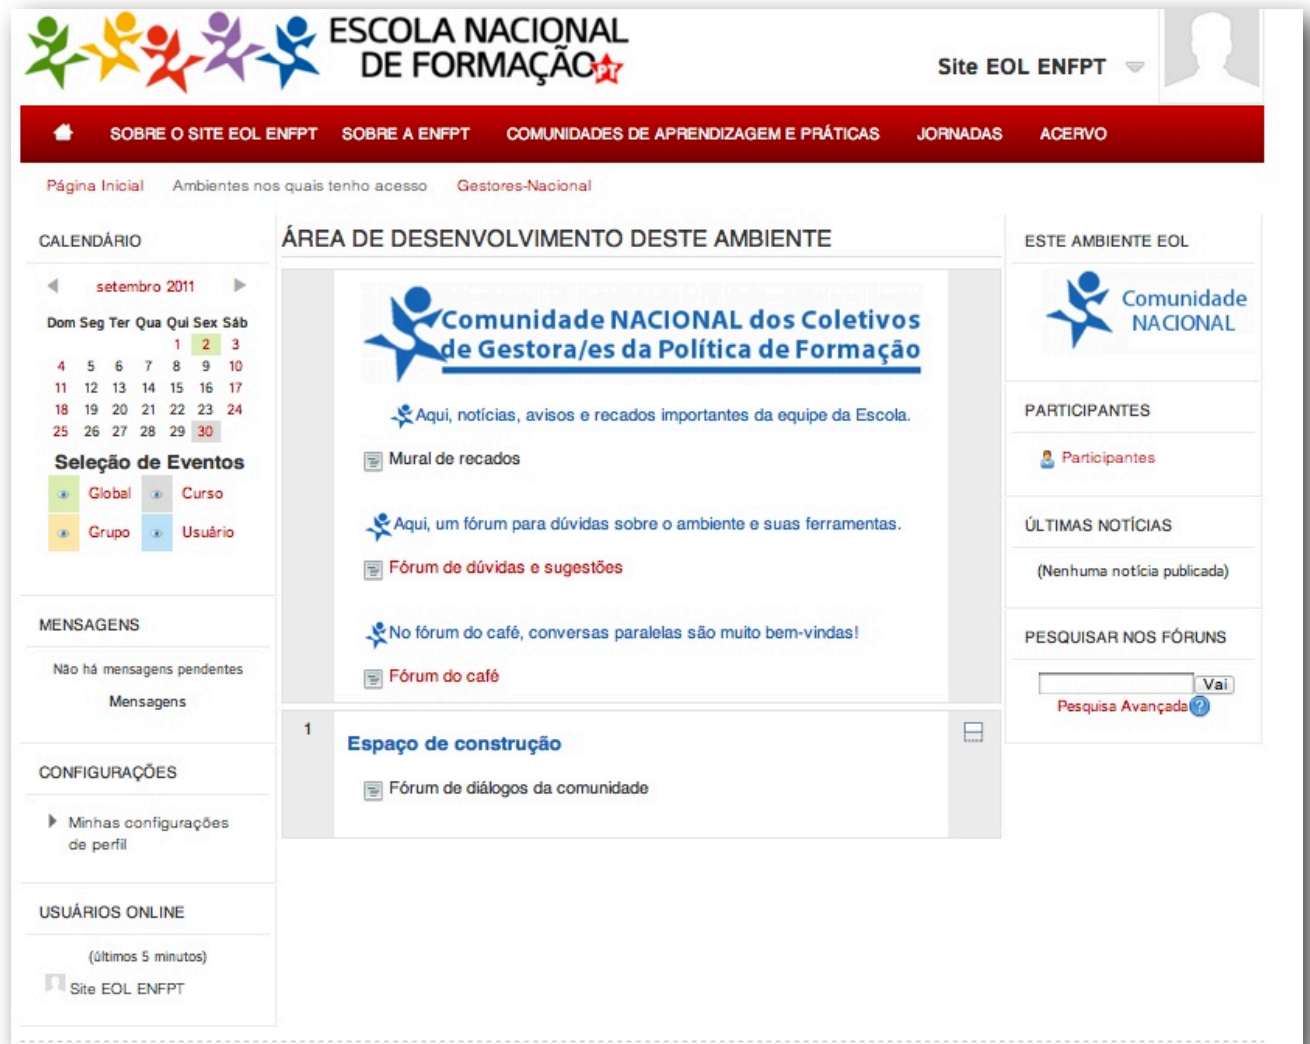 ESCOLA NACIONAL
DE FORMAÇÃO PT
Site EOL ENFPT
SOBRE O SITE EOL ENFPT SOBRE A ENFPT COMUNIDADES DE APRENDIZAGEM E PRÁTICAS JORNADAS ACERVO
Página Inicial Ambientes nos quais tenho acesso Gestores-Nacional
CALENDÁRIO
setembro 2011
Dom Seg Ter Qua Qui Sex Sáb
1 2 3
4 5 6 7 8 9 10
11 12 13 14 15 16 17
18 19 20 21 22 23 24
25 26 27 28 29 30
Seleção de Eventos
Global Curso
Grupo Usuário
MENSAGENS
Não há mensagens pendentes
Mensagens
CONFIGURAÇÕES
Minhas configurações
de perfil
USUÁRIOS ONLINE
(últimos 5 minutos)
Site EOL ENFPT
ÁREA DE DESENVOLVIMENTO DESTE AMBIENTE
Comunidade NACIONAL dos Coletivos
de Gestora/es da Política de Formação
Aqui, notícias, avisos e recados importantes da equipe da Escola.
Mural de recados
Aqui, um fórum para dúvidas sobre o ambiente e suas ferramentas.
Fórum de dúvidas e sugestões
No fórum do café, conversas paralelas são muito bem-vindas!
Fórum do café
1
Espaço de construção
Fórum de diálogos da comunidade
ESTE AMBIENTE EOL
Comunidade
NACIONAL
PARTICIPANTES
Participantes
ÚLTIMAS NOTÍCIAS
(Nenhuma notícia publicada)
PESQUISAR NOS FÓRUNS
Vai
Pesquisa Avançada ?